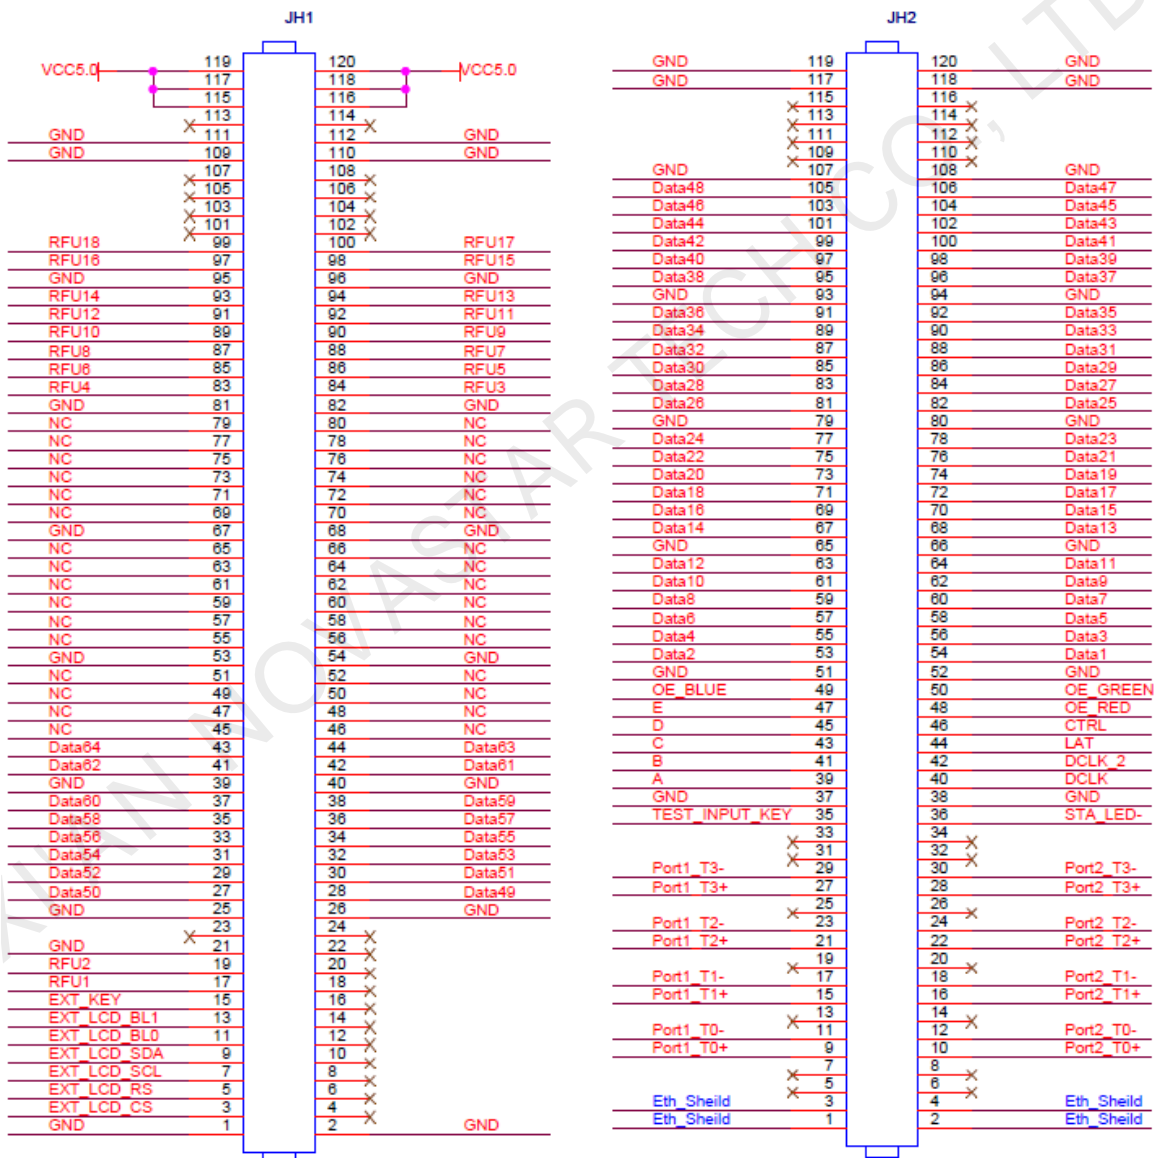 JH1
VCC5.0 119 120 VCC5.0
117 118
115 116
113 114
GND 111 112 GND
GND 109 110 GND
107 108
105 106
103 104
101 102
RFU18 99 100 RFU17
RFU16 97 98 RFU15
GND 95 96 GND
RFU14 93 94 RFU13
RFU12 91 92 RFU11
RFU10 89 90 RFU9
RFU8 87 88 RFU7
RFU6 85 86 RFU5
RFU4 83 84 RFU3
GND 81 82 GND
NC 79 80 NC
NC 77 78 NC
NC 75 76 NC
NC 73 74 NC
NC 71 72 NC
NC 69 70 NC
GND 67 68 GND
NC 65 66 NC
NC 63 64 NC
NC 61 62 NC
NC 59 60 NC
NC 57 58 NC
NC 55 56 NC
GND 53 54 GND
NC 51 52 NC
NC 49 50 NC
NC 47 48 NC
NC 45 46 NC
Data64 43 44 Data63
Data62 41 42 Data61
GND 39 40 GND
Data60 37 38 Data59
Data58 35 36 Data57
Data56 33 34 Data55
Data54 31 32 Data53
Data52 29 30 Data51
Data50 27 28 Data49
GND 25 26 GND
23 24
GND 21 22
RFU2 19 20
RFU1 17 18
EXT_KEY 15 16
EXT_LCD_BL1 13 14
EXT_LCD_BL0 11 12
EXT_LCD_SDA 9 10
EXT_LCD_SCL 7 8
EXT_LCD_RS 5 6
EXT_LCD_CS 3 4
GND 1 2 GND
JH2
GND 119 120 GND
GND 117 118 GND
115 116
113 114
111 112
109 110
GND 107 108 GND
Data48 105 106 Data47
Data46 103 104 Data45
Data44 101 102 Data43
Data42 99 100 Data41
Data40 97 98 Data39
Data38 95 96 Data37
GND 93 94 GND
Data36 91 92 Data35
Data34 89 90 Data33
Data32 87 88 Data31
Data30 85 86 Data29
Data28 83 84 Data27
Data26 81 82 Data25
GND 79 80 GND
Data24 77 78 Data23
Data22 75 76 Data21
Data20 73 74 Data19
Data18 71 72 Data17
Data16 69 70 Data15
Data14 67 68 Data13
GND 65 66 GND
Data12 63 64 Data11
Data10 61 62 Data9
Data8 59 60 Data7
Data6 57 58 Data5
Data4 55 56 Data3
Data2 53 54 Data1
GND 51 52 GND
OE_BLUE 49 50 OE_GREEN
E 47 48 OE_RED
D 45 46 CTRL
C 43 44 LAT
B 41 42 DCLK_2
A 39 40 DCLK
GND 37 38 GND
TEST_INPUT_KEY 35 36 STA_LED-
33 34
31 32
Port1_T3- 29 30 Port2_T3-
Port1_T3+ 27 28 Port2_T3+
25 26
Port1_T2- 23 24 Port2_T2-
Port1_T2+ 21 22 Port2_T2+
19 20
Port1_T1- 17 18 Port2_T1-
Port1_T1+ 15 16 Port2_T1+
13 14
Port1_T0- 11 12 Port2_T0-
Port1_T0+ 9 10 Port2_T0+
7 8
5 6
Eth_Sheild 3 4 Eth_Sheild
Eth_Sheild 1 2 Eth_Sheild
XI'AN NOVASTAR TECH CO., LTD